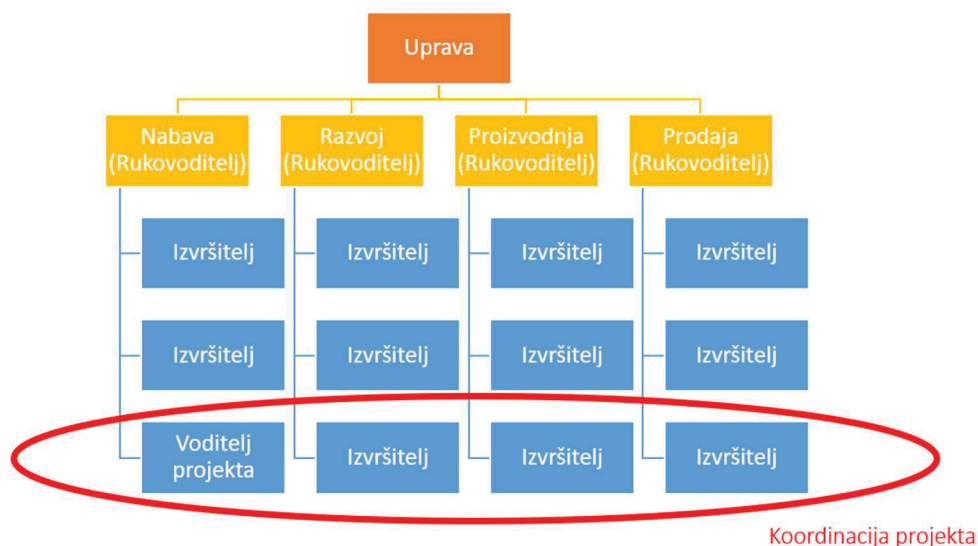 Uprava
Nabava
(Rukovoditelj)
Razvoj
(Rukovoditelj)
Proizvodnja
(Rukovoditelj)
Prodaja
(Rukovoditelj)
Izvršitelj
Izvršitelj
Izvršitelj
Izvršitelj
Izvršitelj
Izvršitelj
Izvršitelj
Izvršitelj
Voditelj
projekta
Izvršitelj
Izvršitelj
Izvršitelj
Koordinacija projekta